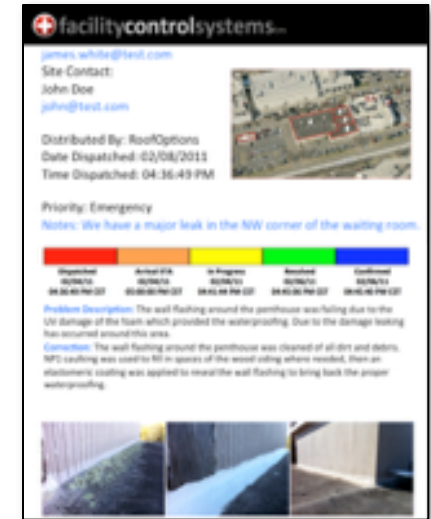 facilitycontrolsystems
james.white@test.com
Site Contact:
John Doe
john@test.com
Distributed By: RoofOptions
Date Dispatched: 02/08/2011
Time Dispatched: 04:36:49 PM
Priority: Emergency
Notes: We have a major leak in the NW corner of the waiting room.
Dispatched Arrival ETA In Progress Resolved Confirmed
Problem Description: The wall flashing around the penthouse was failing due to the
UV damage of the foam which provided the waterproofing. Due to the damage leaking
has occurred around this area.
Correction: The wall flashing around the penthouse was cleaned of all dirt and debris.
NP1 caulking was used to fill in spaces of the wood siding where needed, then an
elastomeric coating was applied to reseal the wall flashing to bring back the proper
waterproofing.